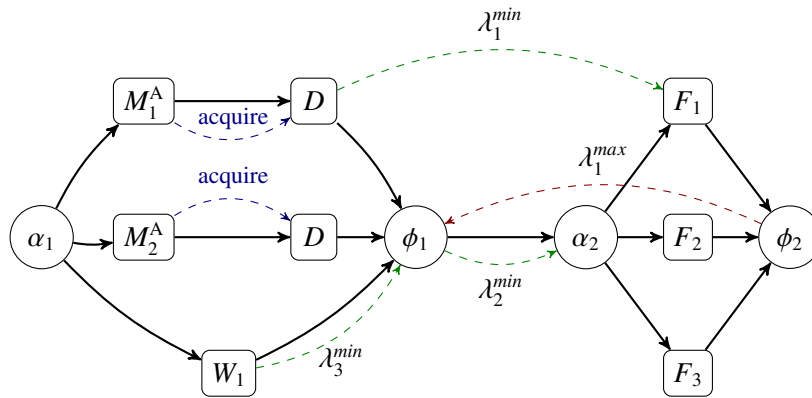 λ₁ᵐⁱⁿ
M₁ᴬ
D
F₁
acquire
λ₁ᵐᵃˣ
acquire
α₁
M₂ᴬ
D
ϕ₁
α₂
F₂
ϕ₂
λ₂ᵐⁱⁿ
λ₃ᵐⁱⁿ
W₁
F₃